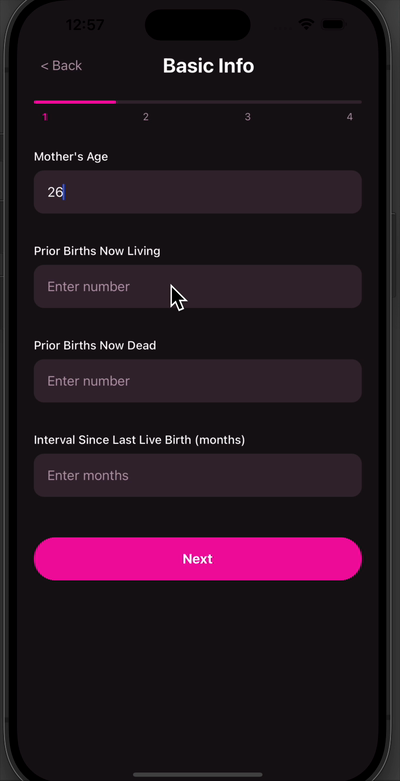 12:57
< Back
Basic Info
1 2 3 4
Mother's Age
26
Prior Births Now Living
Enter number
Prior Births Now Dead
Enter number
Interval Since Last Live Birth (months)
Enter months
Next